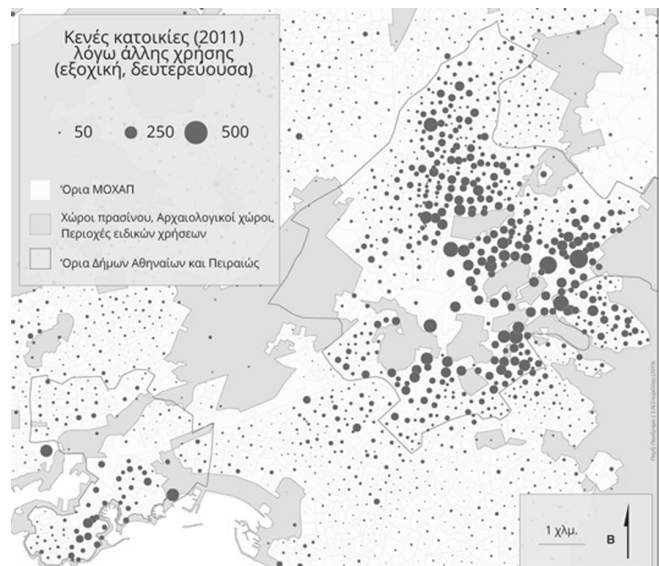 Κενές κατοικίες (2011)
λόγω άλλης χρήσης
(εξοχική, δευτερεύουσα)
50 250 500
Όρια ΜΟΧΑΠ
Χώροι πρασίνου, Αρχαιολογικοί χώροι,
Περιοχές ειδικών χρήσεων
Όρια Δήμων Αθηναίων και Πειραιώς
1 χλμ.
Β